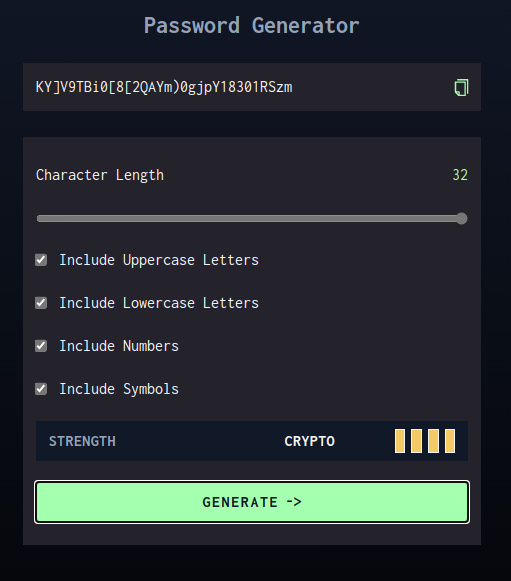 Password Generator
KY]V9TBi0[8[2QAYm)0gjpY18301RSzm
Character Length 32
Include Uppercase Letters
Include Lowercase Letters
Include Numbers
Include Symbols
STRENGTH CRYPTO
GENERATE ->